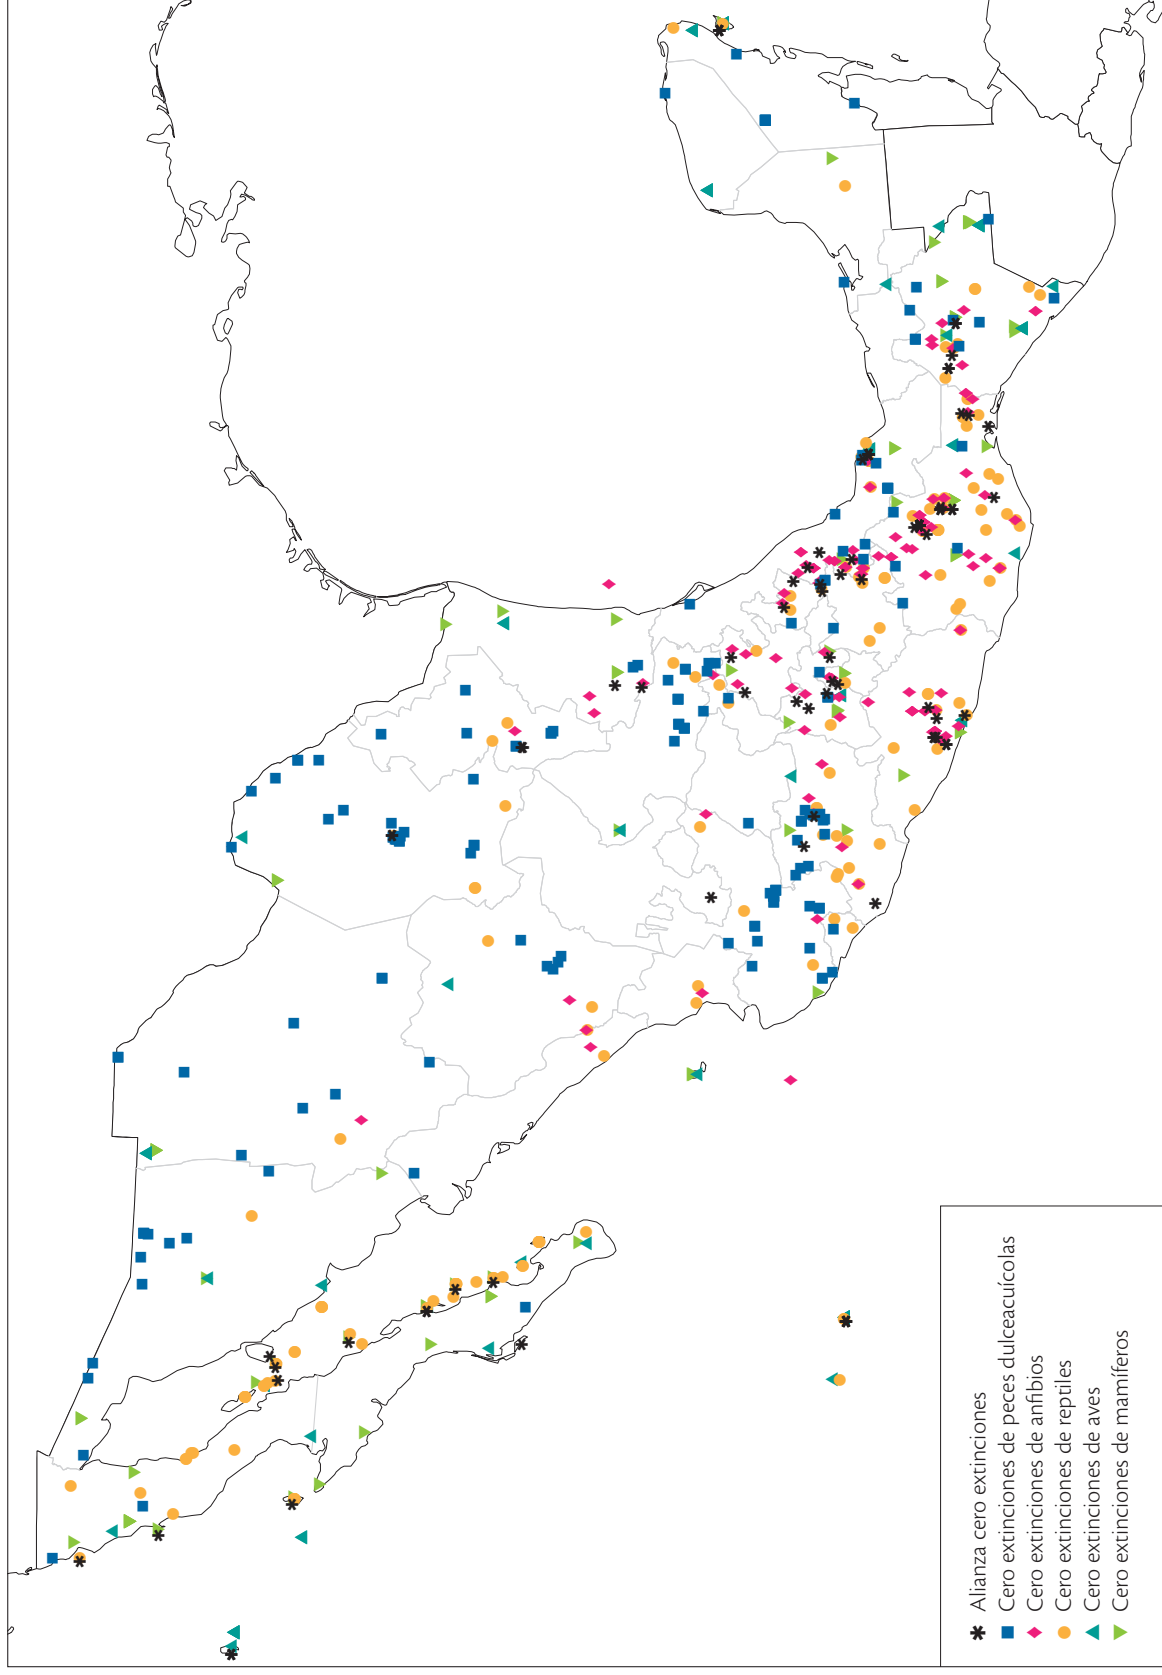 Alianza cero extinciones
Cero extinciones de peces dulceacuícolas
Cero extinciones de anfibios
Cero extinciones de reptiles
Cero extinciones de aves
Cero extinciones de mamíferos